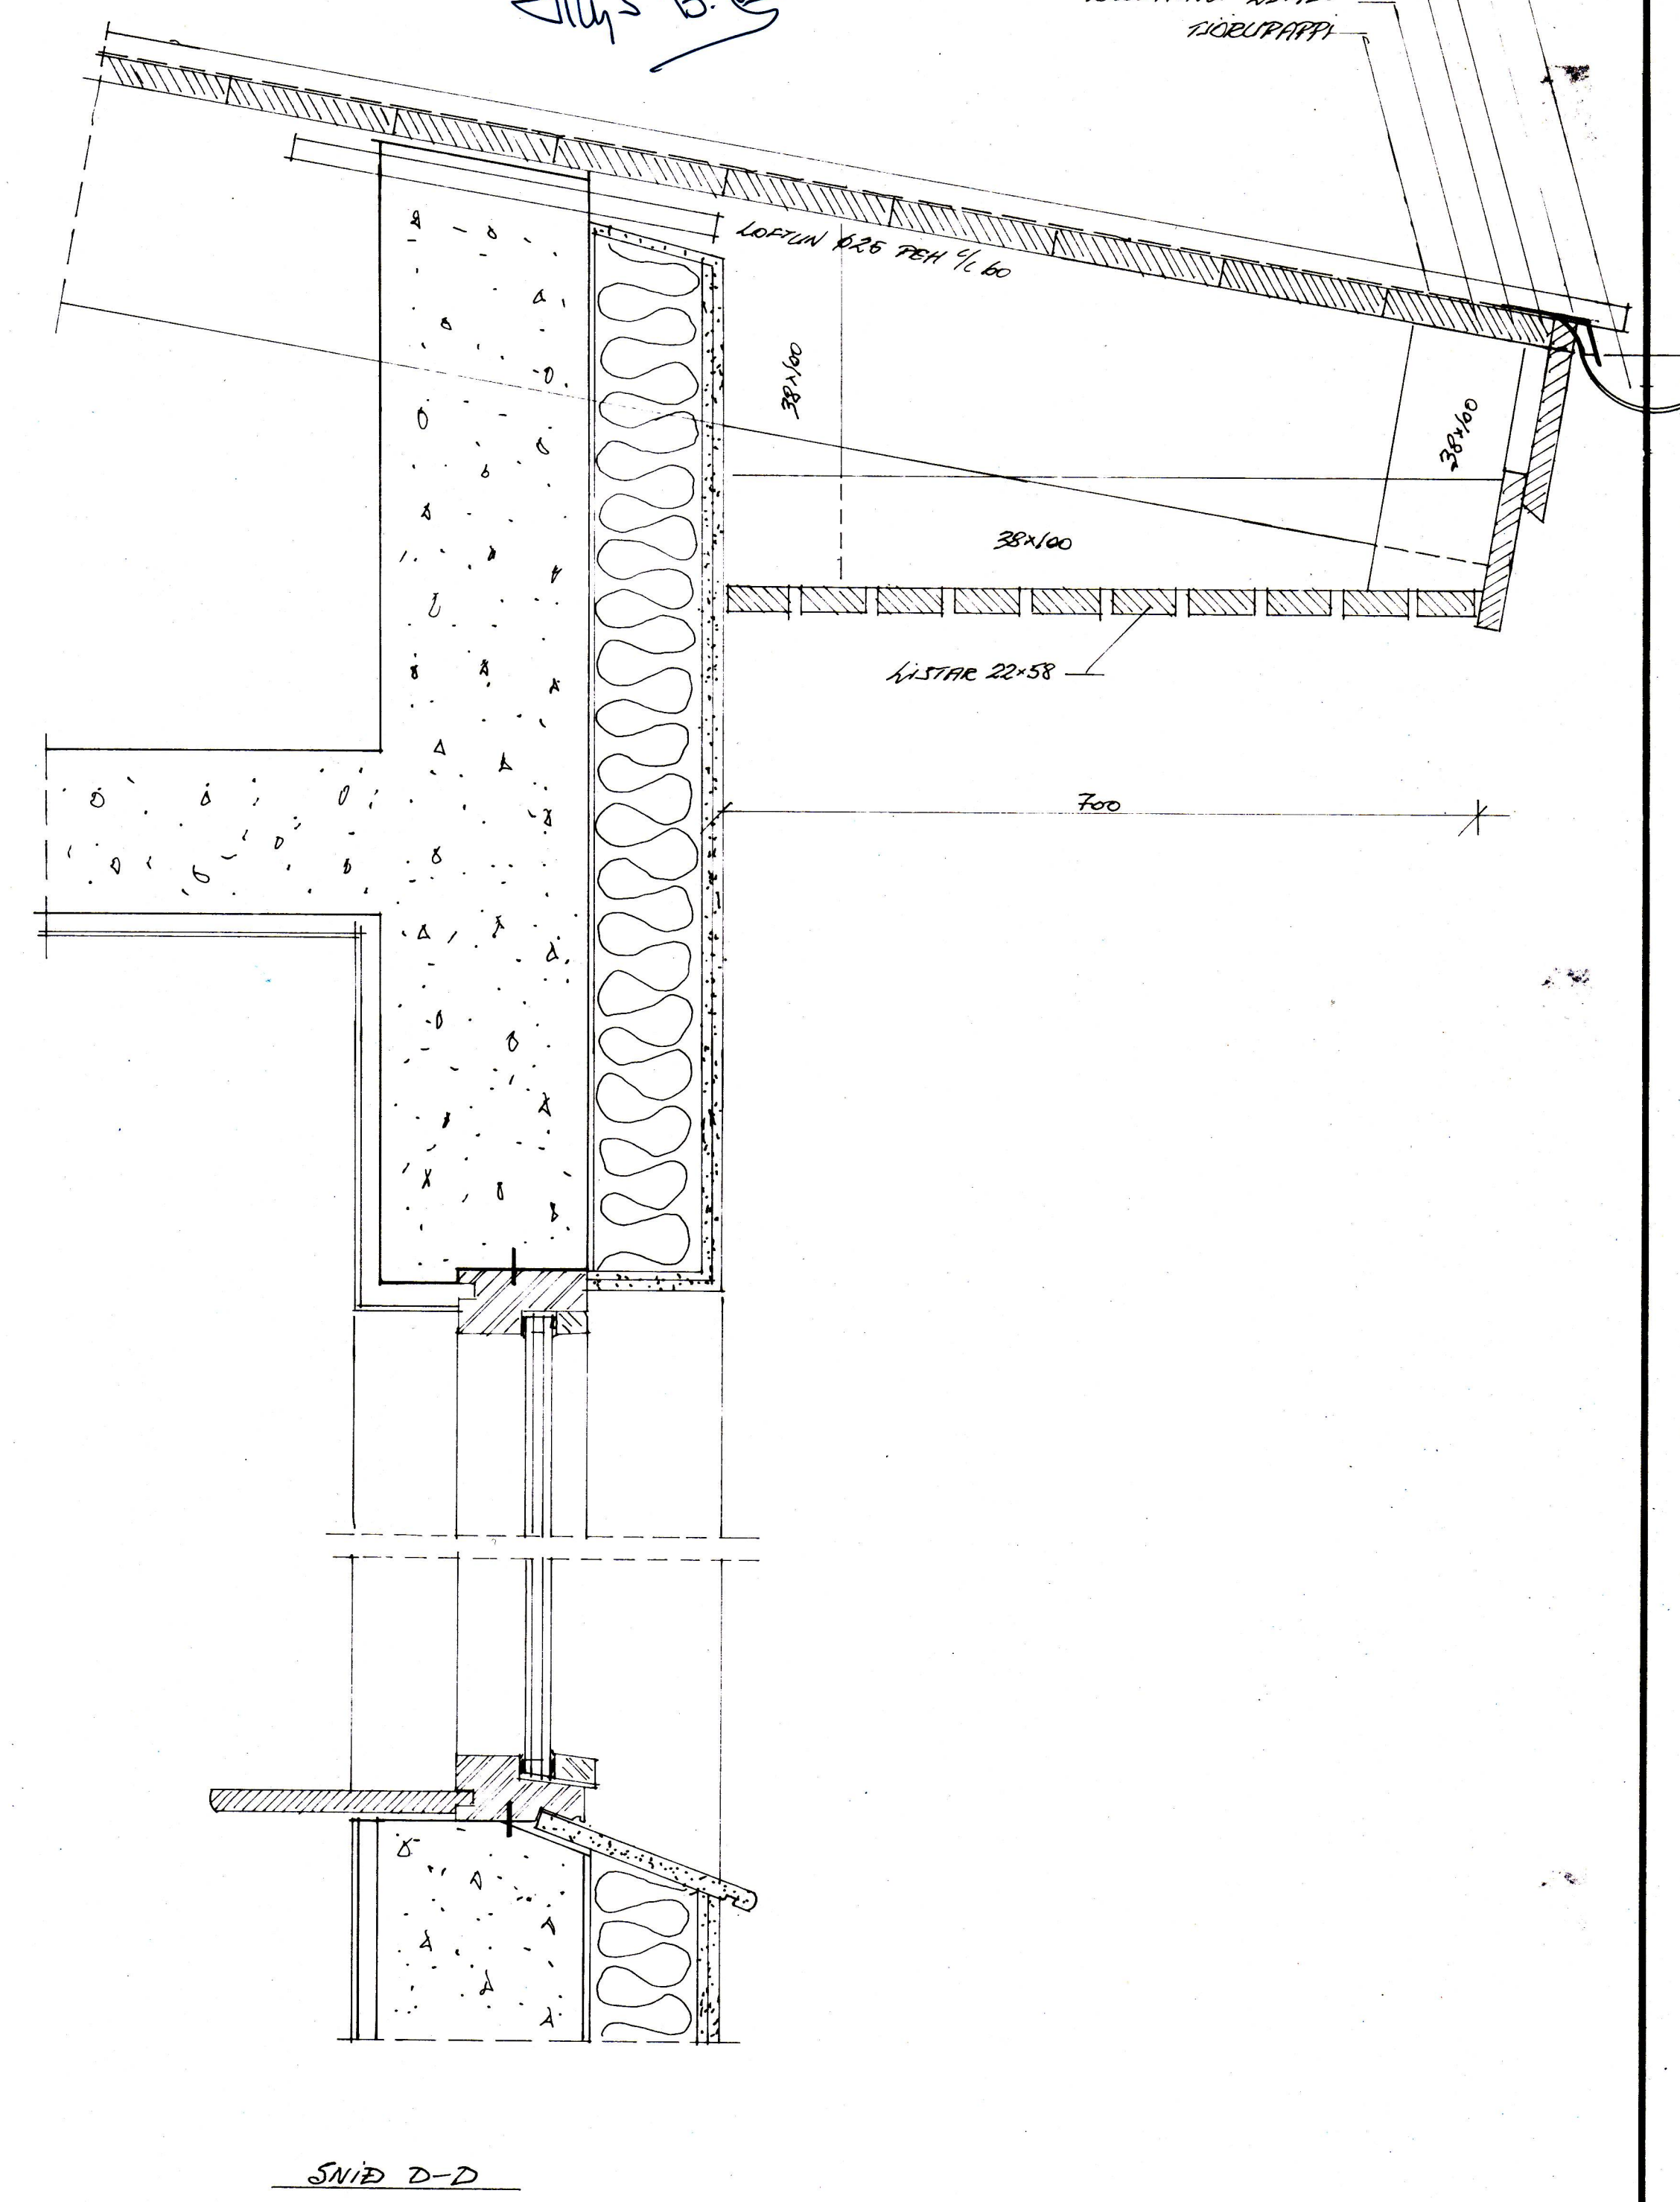 TJÖRUPAPPI
LOFTUN Ø25 PEH c/c 60
38×100
38×100
38×100
LISTAR 22×58
700
SNIÐ D-D